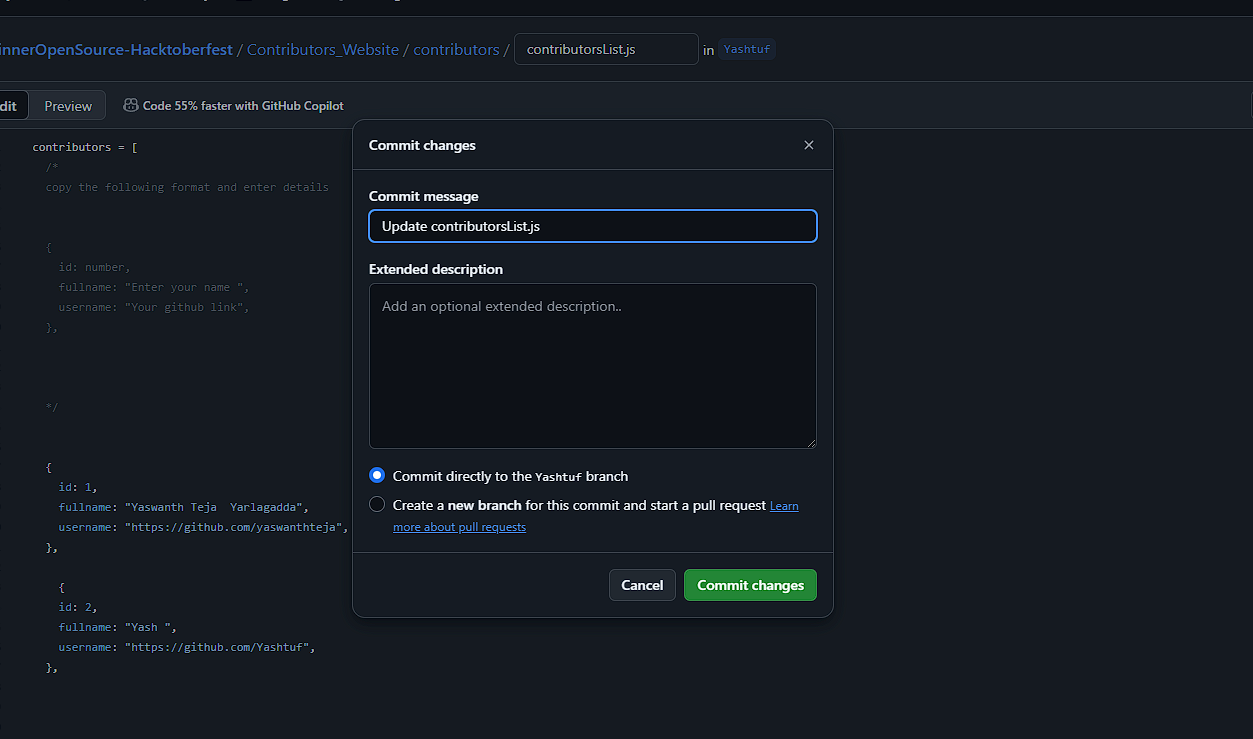 innerOpenSource-Hacktoberfest / Contributors_Website / contributors / contributorsList.js in Yashtuf
dit Preview Code 55% faster with GitHub Copilot
contributors = [
/*
copy the following format and enter details
{
id: number,
fullname: "Enter your name ",
username: "Your github link",
},
*/
{
id: 1,
fullname: "Yaswanth Teja  Yarlagadda",
username: "https://github.com/yaswanthteja",
},
{
id: 2,
fullname: "Yash ",
username: "https://github.com/Yashtuf",
},
Commit changes
Commit message
Update contributorsList.js
Extended description
Add an optional extended description..
Commit directly to the Yashtuf branch
Create a new branch for this commit and start a pull request Learn
more about pull requests
Cancel Commit changes